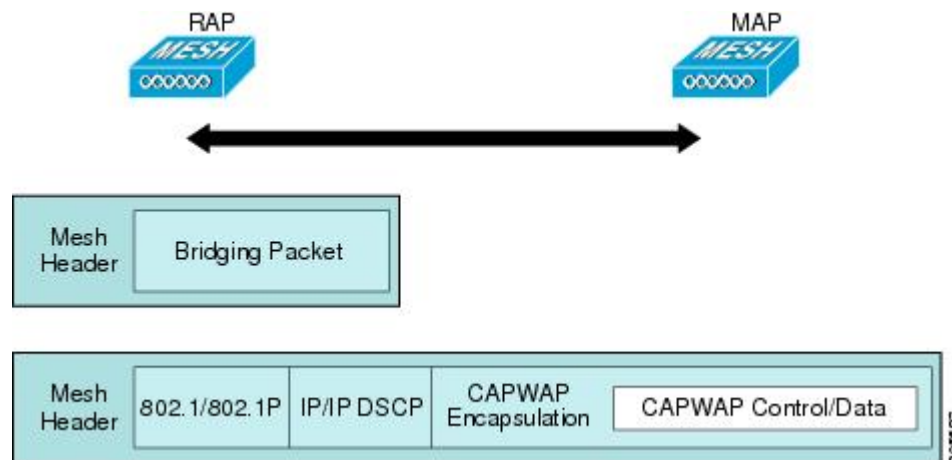 RAP
MAP
MESH
MESH
Mesh
Header
Bridging Packet
Mesh
Header
802.1/802.1P
IP/IP DSCP
CAPWAP
Encapsulation
CAPWAP Control/Data